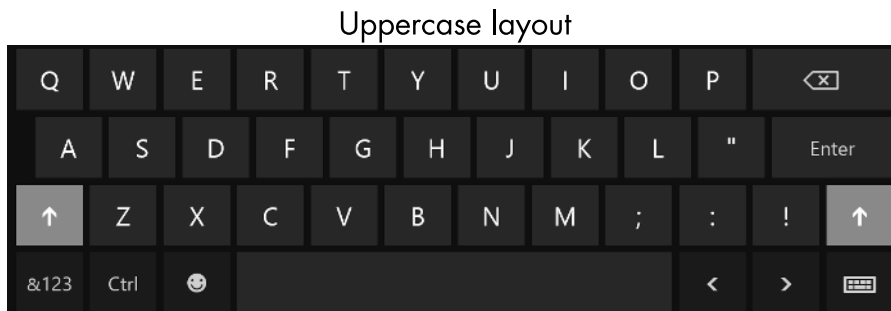 Uppercase layout
Q W E R T Y U I O P
A S D F G H J K L " Enter
Z X C V B N M ; : !
&123 Ctrl < >